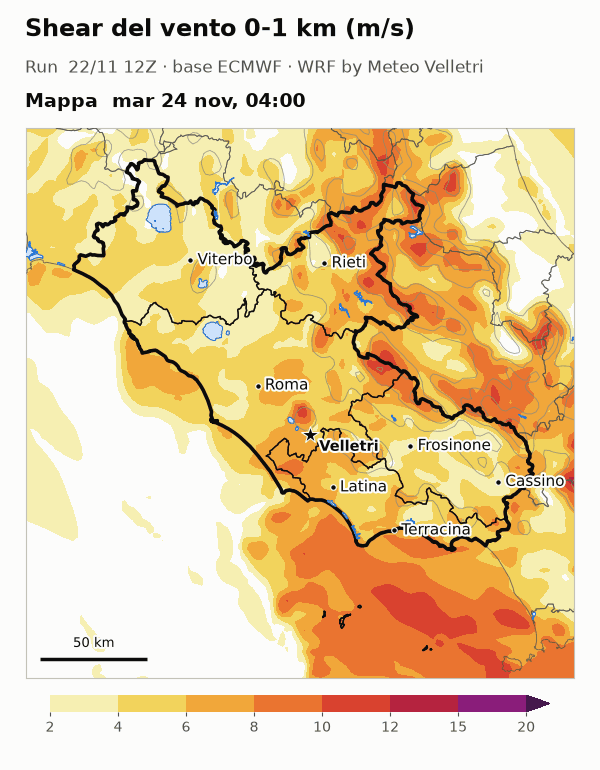 Shear del vento 0-1 km (m/s)
Run 22/11 12Z · base ECMWF · WRF by Meteo Velletri
Mappa mar 24 nov, 04:00
Viterbo
Rieti
Roma
Velletri
Frosinone
Latina
Cassino
Terracina
50 km
2 4 6 8 10 12 15 20